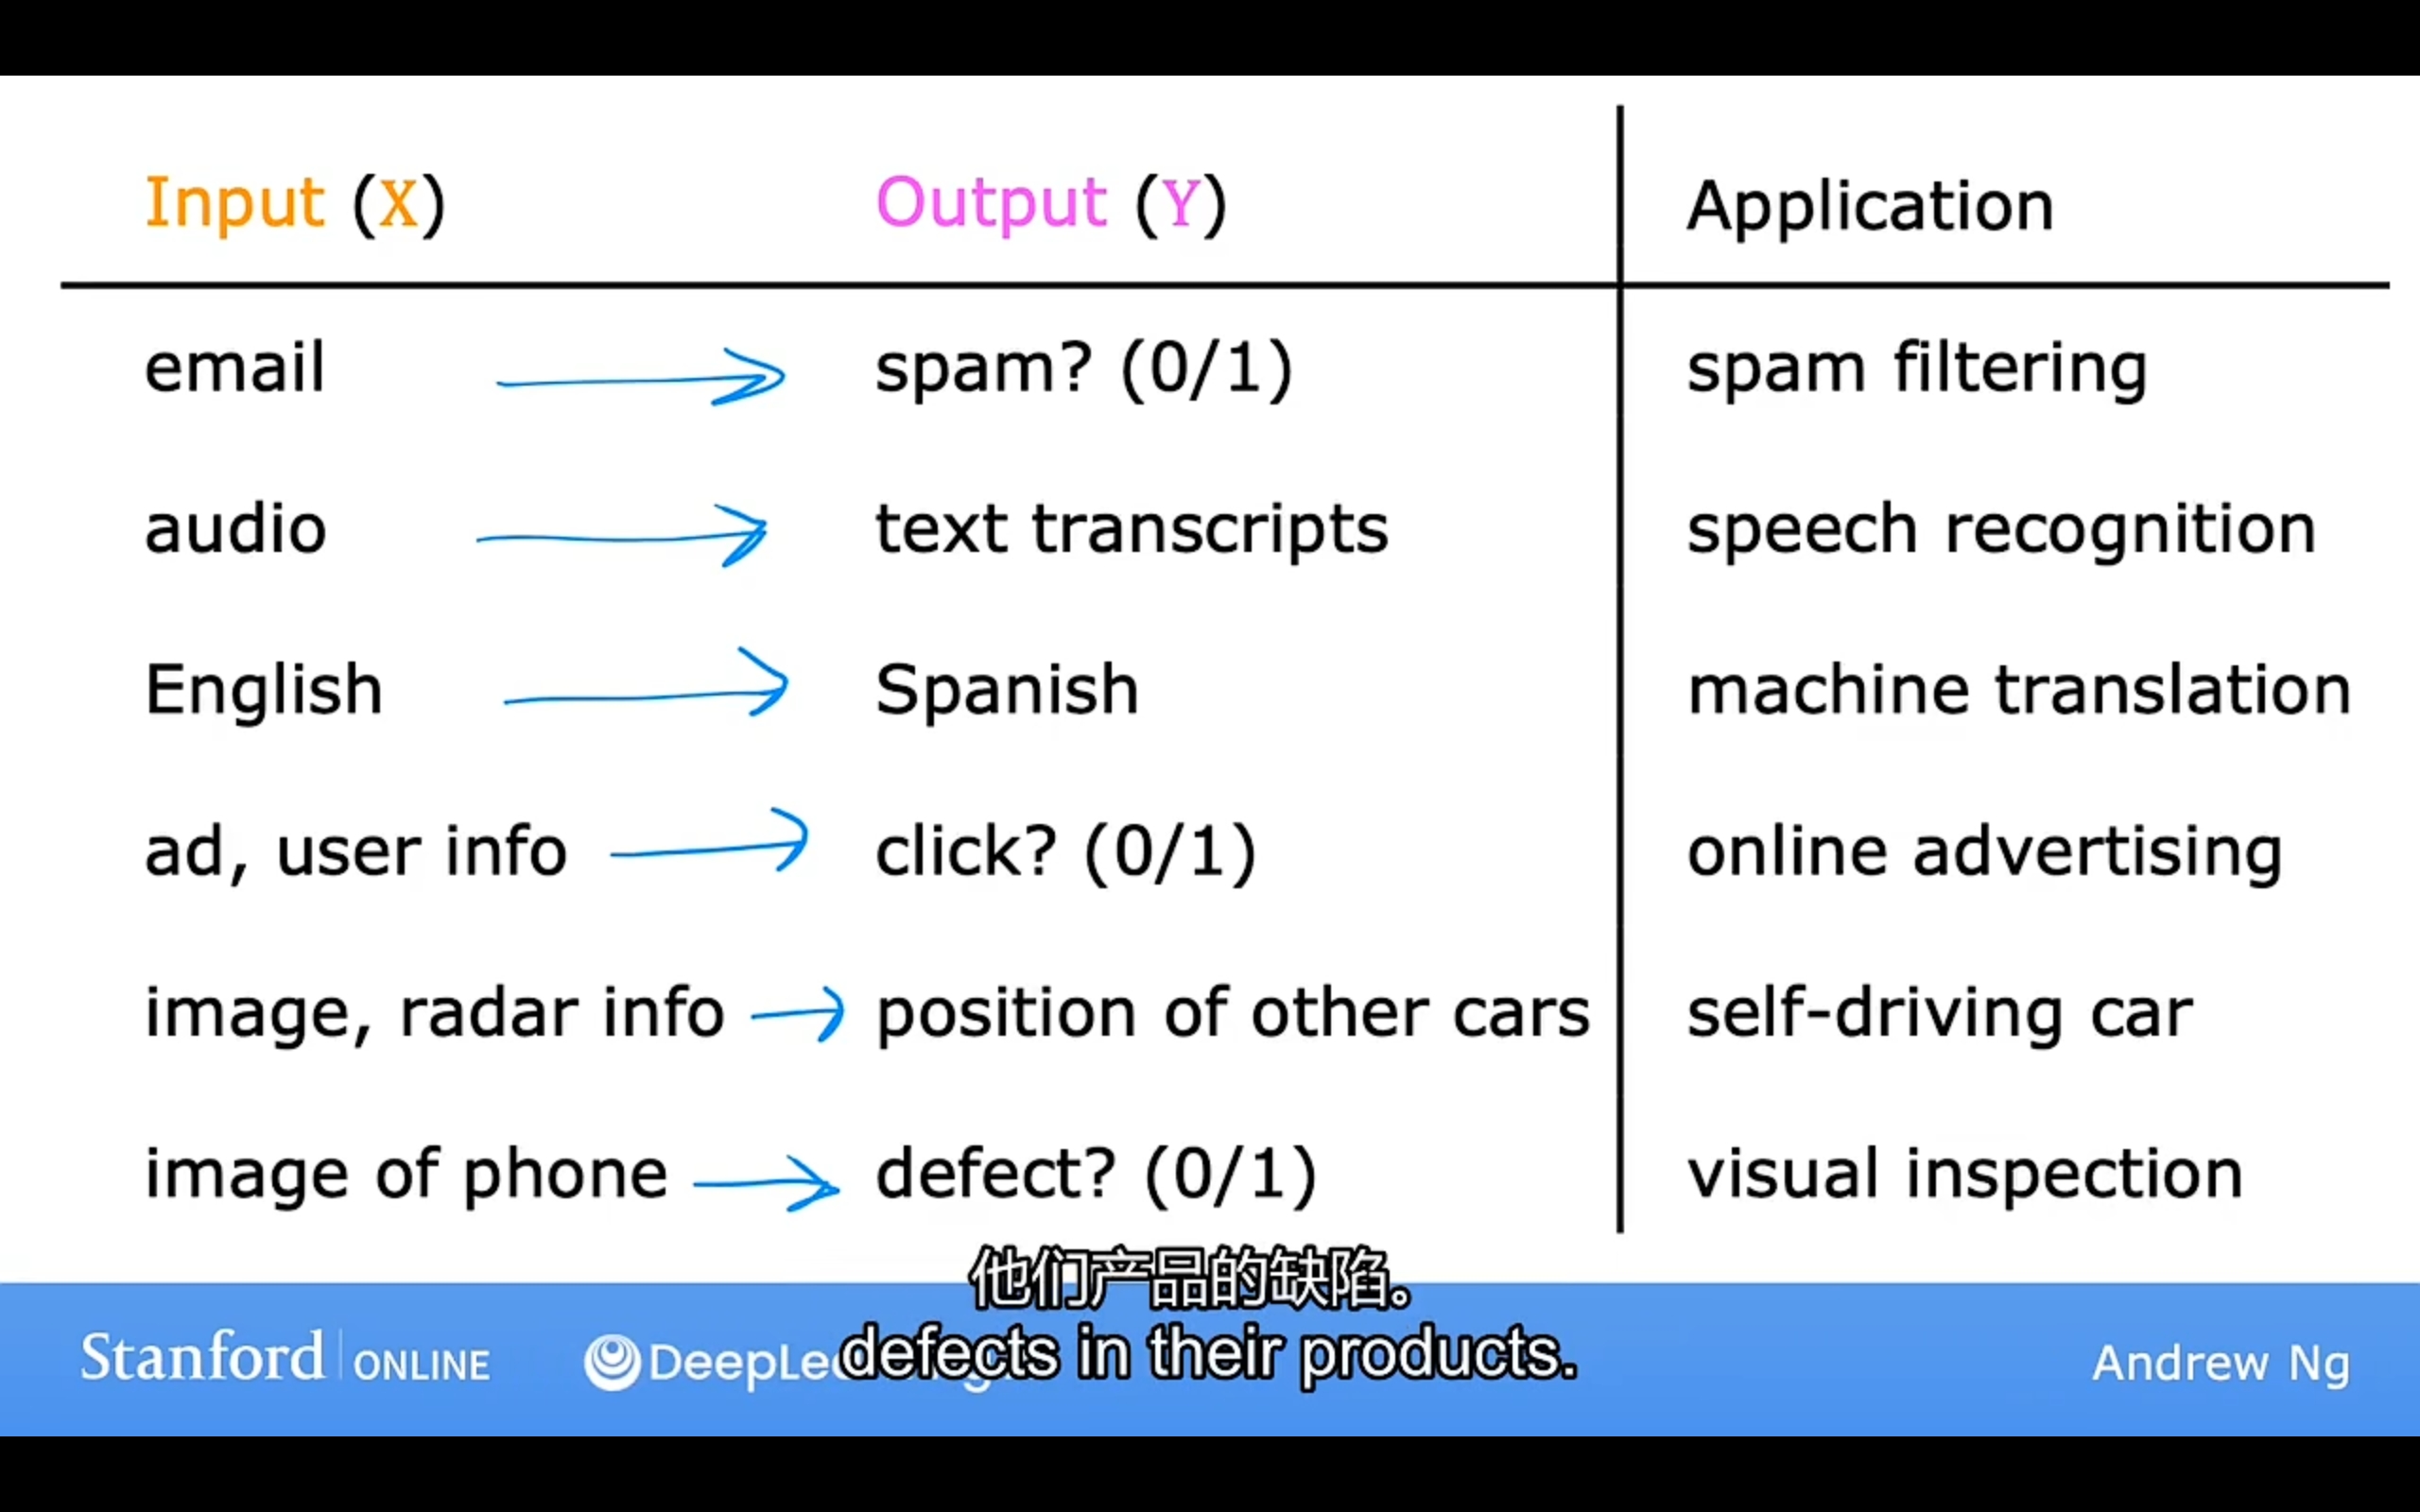 Input (X) Output (Y) Application
email spam? (0/1) spam filtering
audio text transcripts speech recognition
English Spanish machine translation
ad, user info click? (0/1) online advertising
image, radar info position of other cars self-driving car
image of phone defect? (0/1) visual inspection
他们产品的缺陷。
defects in their products.
Stanford ONLINE
Andrew Ng